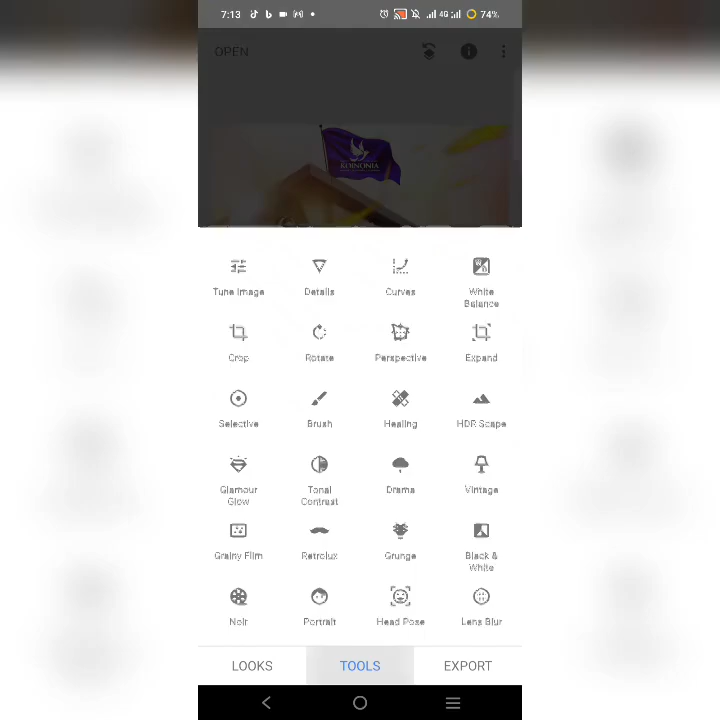 7:13
4G
74%
OPEN
KOINONIA
Tune Image
Details
Curves
White
Balance
Crop
Rotate
Perspective
Expand
Selective
Brush
Healing
HDR Scape
Glamour
Glow
Tonal
Contrast
Drama
Vintage
Grainy Film
Retrolux
Grunge
Black &
White
Noir
Portrait
Head Pose
Lens Blur
LOOKS
TOOLS
EXPORT